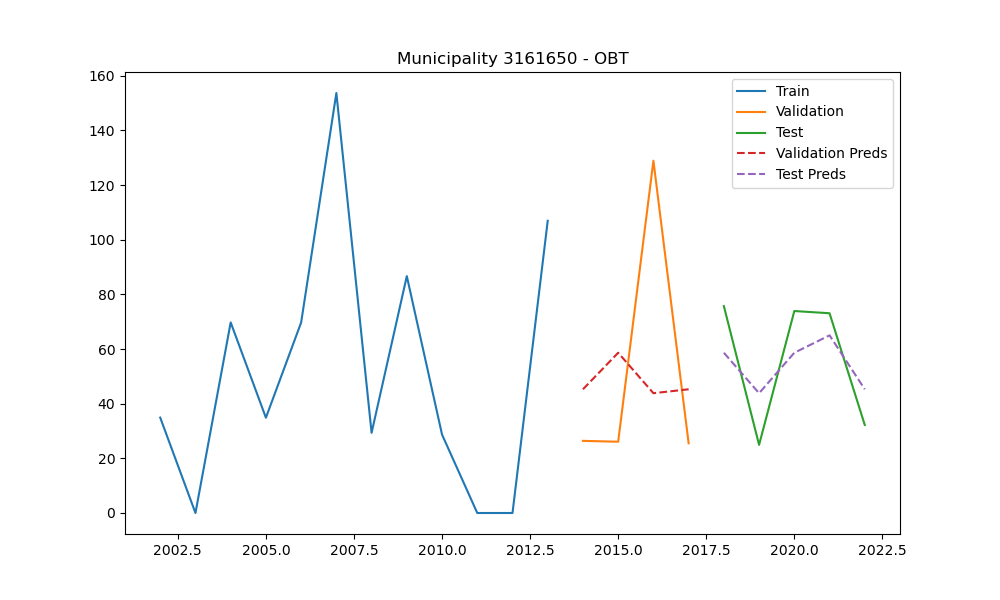 Municipality 3161650 - OBT
Train
Validation
Test
Validation Preds
Test Preds
160
140
120
100
80
60
40
20
0
2002.5 2005.0 2007.5 2010.0 2012.5 2015.0 2017.5 2020.0 2022.5